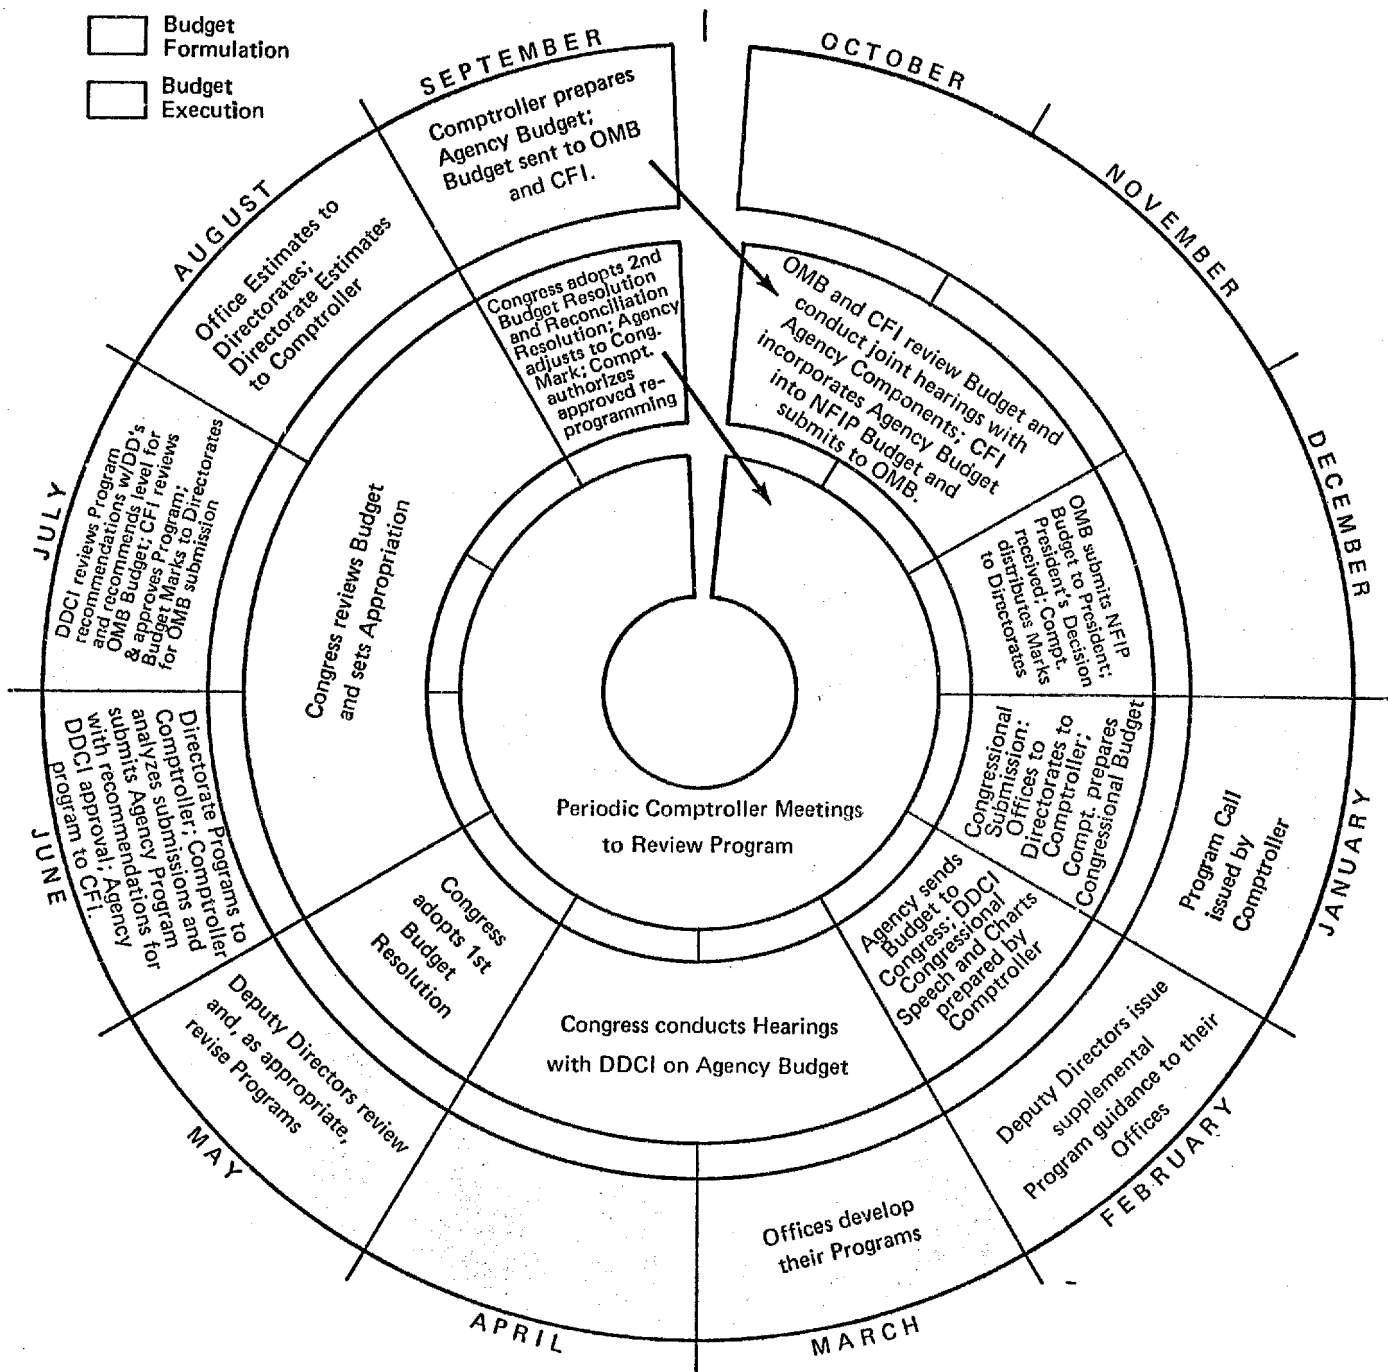 Budget
Formulation
Budget
Execution
SEPTEMBER
OCTOBER
NOVEMBER
DECEMBER
JANUARY
FEBRUARY
MARCH
APRIL
MAY
JUNE
JULY
AUGUST
Comptroller prepares
Agency Budget;
Budget sent to OMB
and CFI.
Program Call
issued by
Comptroller
Deputy Directors issue
supplemental
Program guidance to their
Offices
Offices develop
their Programs
Deputy Directors review
and, as appropriate,
revise Programs
Directorate Programs to
Comptroller; Comptroller
analyzes submissions and
submits Agency Program
with recommendations for
DDCI approval; Agency
program to CFI.
DDCI reviews Program
recommendations w/DD's
and recommends level for
OMB Budget; CFI reviews
& approves Program;
Budget Marks to Directorates
for OMB submission
Office Estimates to
Directorates;
Directorate Estimates
to Comptroller
Congress adopts 2nd
Budget Resolution
and Reconciliation
Resolution; Agency
adjusts to Cong.
Mark; Compt.
authorizes
approved re-
programming
OMB and CFI review Budget and
conduct joint hearings with
Agency Components; CFI
incorporates Agency Budget
into NFIP Budget and
submits to OMB.
OMB submits NFIP
Budget to President;
President's Decision
received; Compt.
distributes Marks
to Directorates
Congressional
Submission:
Offices to
Directorates to
Comptroller;
Compt. prepares
Congressional Budget
Agency sends
Budget to
Congress; DDCI
Congressional
Speech and Charts
prepared by
Comptroller
Congress conducts Hearings
with DDCI on Agency Budget
Congress
adopts 1st
Budget
Resolution
Congress reviews Budget
and sets Appropriation
Periodic Comptroller Meetings
to Review Program